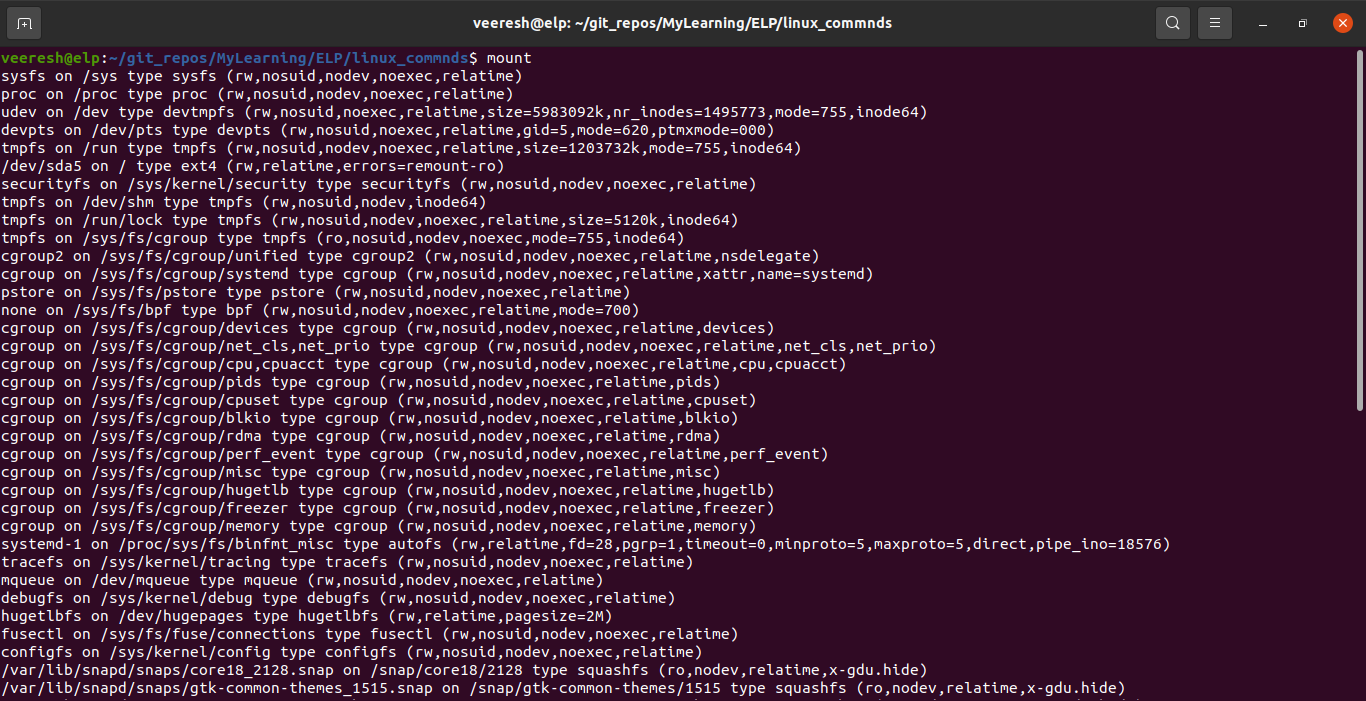 veeresh@elp: ~/git_repos/MyLearning/ELP/linux_commnds
veeresh@elp:~/git_repos/MyLearning/ELP/linux_commnds$ mount
sysfs on /sys type sysfs (rw,nosuid,nodev,noexec,relatime)
proc on /proc type proc (rw,nosuid,nodev,noexec,relatime)
udev on /dev type devtmpfs (rw,nosuid,noexec,relatime,size=5983092k,nr_inodes=1495773,mode=755,inode64)
devpts on /dev/pts type devpts (rw,nosuid,noexec,relatime,gid=5,mode=620,ptmxmode=000)
tmpfs on /run type tmpfs (rw,nosuid,nodev,noexec,relatime,size=1203732k,mode=755,inode64)
/dev/sda5 on / type ext4 (rw,relatime,errors=remount-ro)
securityfs on /sys/kernel/security type securityfs (rw,nosuid,nodev,noexec,relatime)
tmpfs on /dev/shm type tmpfs (rw,nosuid,nodev,inode64)
tmpfs on /run/lock type tmpfs (rw,nosuid,nodev,noexec,relatime,size=5120k,inode64)
tmpfs on /sys/fs/cgroup type tmpfs (ro,nosuid,nodev,noexec,mode=755,inode64)
cgroup2 on /sys/fs/cgroup/unified type cgroup2 (rw,nosuid,nodev,noexec,relatime,nsdelegate)
cgroup on /sys/fs/cgroup/systemd type cgroup (rw,nosuid,nodev,noexec,relatime,xattr,name=systemd)
pstore on /sys/fs/pstore type pstore (rw,nosuid,nodev,noexec,relatime)
none on /sys/fs/bpf type bpf (rw,nosuid,nodev,noexec,relatime,mode=700)
cgroup on /sys/fs/cgroup/devices type cgroup (rw,nosuid,nodev,noexec,relatime,devices)
cgroup on /sys/fs/cgroup/net_cls,net_prio type cgroup (rw,nosuid,nodev,noexec,relatime,net_cls,net_prio)
cgroup on /sys/fs/cgroup/cpu,cpuacct type cgroup (rw,nosuid,nodev,noexec,relatime,cpu,cpuacct)
cgroup on /sys/fs/cgroup/pids type cgroup (rw,nosuid,nodev,noexec,relatime,pids)
cgroup on /sys/fs/cgroup/cpuset type cgroup (rw,nosuid,nodev,noexec,relatime,cpuset)
cgroup on /sys/fs/cgroup/blkio type cgroup (rw,nosuid,nodev,noexec,relatime,blkio)
cgroup on /sys/fs/cgroup/rdma type cgroup (rw,nosuid,nodev,noexec,relatime,rdma)
cgroup on /sys/fs/cgroup/perf_event type cgroup (rw,nosuid,nodev,noexec,relatime,perf_event)
cgroup on /sys/fs/cgroup/misc type cgroup (rw,nosuid,nodev,noexec,relatime,misc)
cgroup on /sys/fs/cgroup/hugetlb type cgroup (rw,nosuid,nodev,noexec,relatime,hugetlb)
cgroup on /sys/fs/cgroup/freezer type cgroup (rw,nosuid,nodev,noexec,relatime,freezer)
cgroup on /sys/fs/cgroup/memory type cgroup (rw,nosuid,nodev,noexec,relatime,memory)
systemd-1 on /proc/sys/fs/binfmt_misc type autofs (rw,relatime,fd=28,pgrp=1,timeout=0,minproto=5,maxproto=5,direct,pipe_ino=18576)
tracefs on /sys/kernel/tracing type tracefs (rw,nosuid,nodev,noexec,relatime)
mqueue on /dev/mqueue type mqueue (rw,nosuid,nodev,noexec,relatime)
debugfs on /sys/kernel/debug type debugfs (rw,nosuid,nodev,noexec,relatime)
hugetlbfs on /dev/hugepages type hugetlbfs (rw,relatime,pagesize=2M)
fusectl on /sys/fs/fuse/connections type fusectl (rw,nosuid,nodev,noexec,relatime)
configfs on /sys/kernel/config type configfs (rw,nosuid,nodev,noexec,relatime)
/var/lib/snapd/snaps/core18_2128.snap on /snap/core18/2128 type squashfs (ro,nodev,relatime,x-gdu.hide)
/var/lib/snapd/snaps/gtk-common-themes_1515.snap on /snap/gtk-common-themes/1515 type squashfs (ro,nodev,relatime,x-gdu.hide)